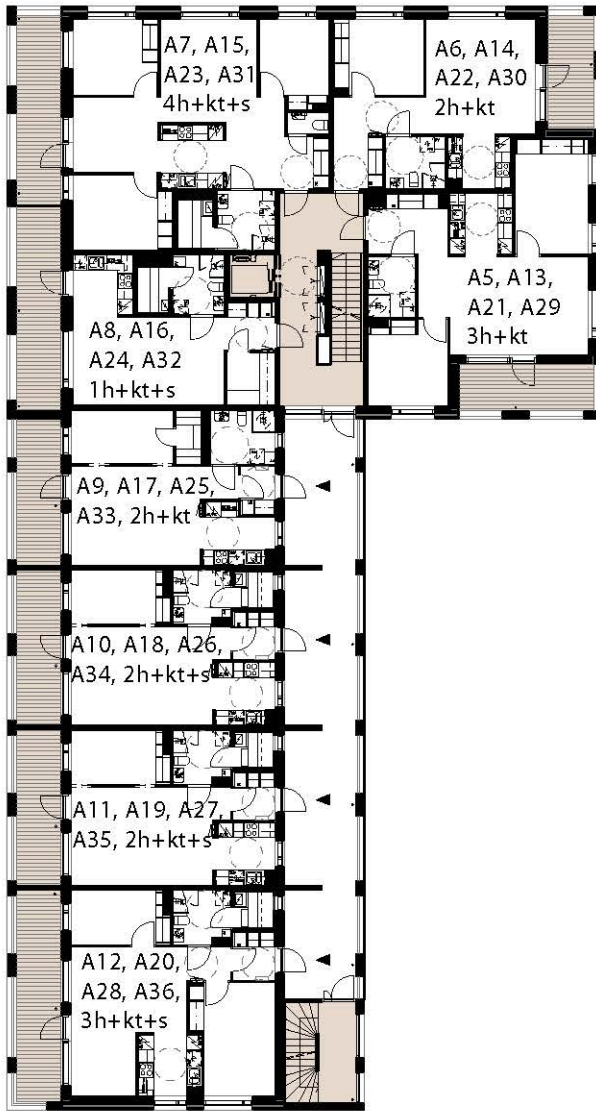 A7, A15,
A23, A31
4h+kt+s
A6, A14,
A22, A30
2h+kt
A5, A13,
A21, A29
3h+kt
A8, A16,
A24, A32
1h+kt+s
A9, A17, A25,
A33, 2h+kt
A10, A18, A26,
A34, 2h+kt+s
A11, A19, A27,
A35, 2h+kt+s
A12, A20,
A28, A36,
3h+kt+s